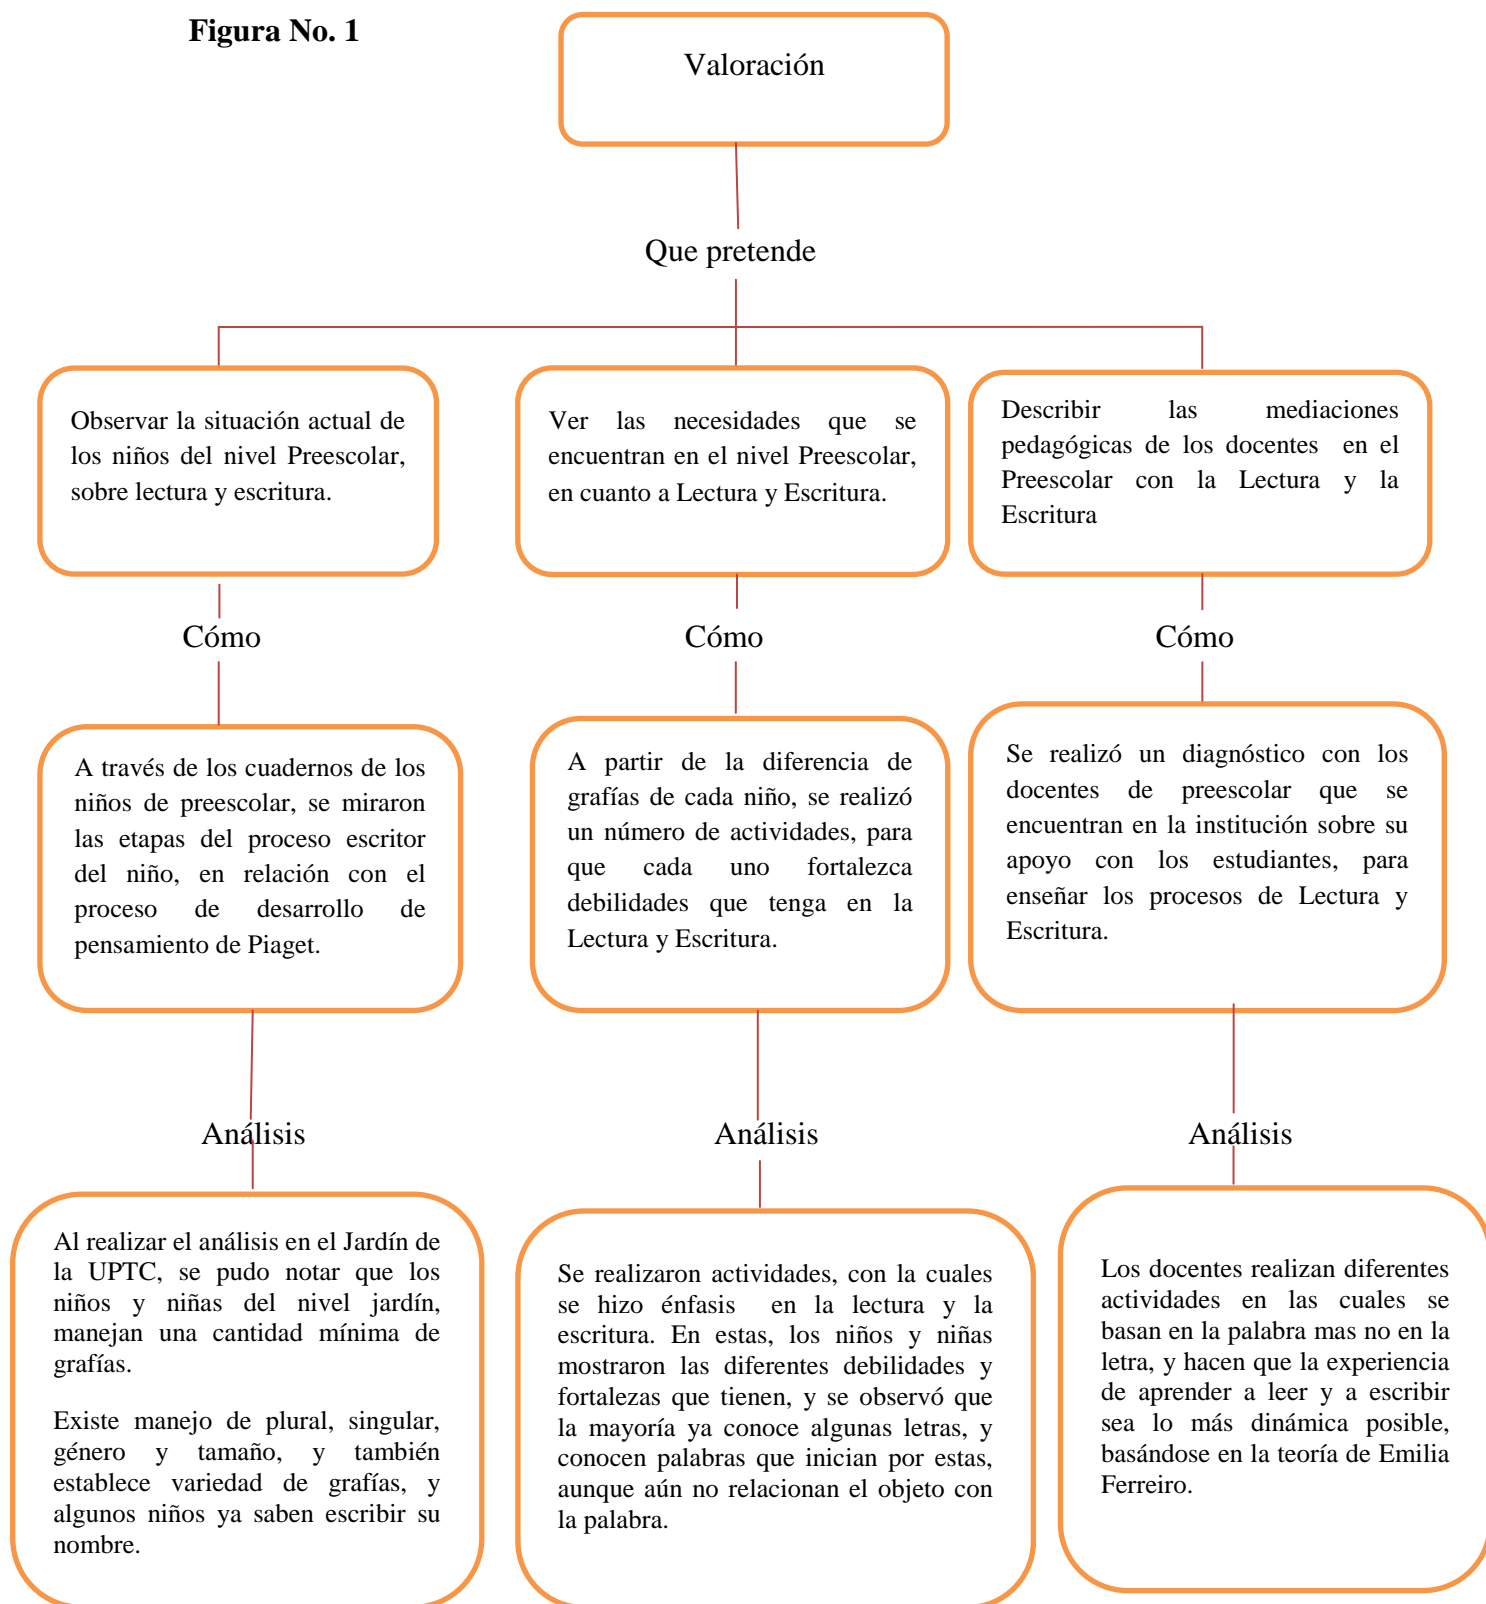 Figura No. 1
Valoración
Que pretende
Observar la situación actual de
los niños del nivel Preescolar,
sobre lectura y escritura.
Ver las necesidades que se
encuentran en el nivel Preescolar,
en cuanto a Lectura y Escritura.
Describir las mediaciones
pedagógicas de los docentes en el
Preescolar con la Lectura y la
Escritura
Cómo
Cómo
Cómo
A través de los cuadernos de los
niños de preescolar, se miraron
las etapas del proceso escritor
del niño, en relación con el
proceso de desarrollo de
pensamiento de Piaget.
A partir de la diferencia de
grafías de cada niño, se realizó
un número de actividades, para
que cada uno fortalezca
debilidades que tenga en la
Lectura y Escritura.
Se realizó un diagnóstico con los
docentes de preescolar que se
encuentran en la institución sobre su
apoyo con los estudiantes, para
enseñar los procesos de Lectura y
Escritura.
Análisis
Análisis
Análisis
Al realizar el análisis en el Jardín de
la UPTC, se pudo notar que los
niños y niñas del nivel jardín,
manejan una cantidad mínima de
grafías.
Existe manejo de plural, singular,
género y tamaño, y también
establece variedad de grafías, y
algunos niños ya saben escribir su
nombre.
Se realizaron actividades, con la cuales
se hizo énfasis en la lectura y la
escritura. En estas, los niños y niñas
mostraron las diferentes debilidades y
fortalezas que tienen, y se observó que
la mayoría ya conoce algunas letras, y
conocen palabras que inician por estas,
aunque aún no relacionan el objeto con
la palabra.
Los docentes realizan diferentes
actividades en las cuales se
basan en la palabra mas no en la
letra, y hacen que la experiencia
de aprender a leer y a escribir
sea lo más dinámica posible,
basándose en la teoría de Emilia
Ferreiro.